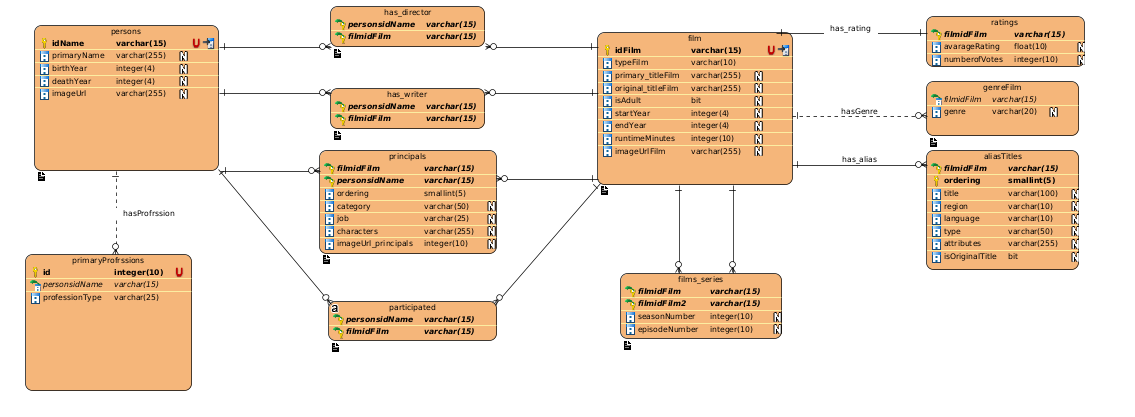 persons
idName varchar(15)
primaryName varchar(255) N
birthYear integer(4) N
deathYear integer(4) N
imageUrl varchar(255) N
has_director
personsidName varchar(15)
filmidFilm varchar(15)
has_writer
personsidName varchar(15)
filmidFilm varchar(15)
principals
filmidFilm varchar(15)
personsidName varchar(15)
ordering smallint(5)
category varchar(50) N
job varchar(25) N
characters varchar(255) N
imageUrl_principals integer(10) N
participated
a
personsidName varchar(15)
filmidFilm varchar(15)
hasProfrssion
primaryProfrssions
id integer(10) U
personsidName varchar(15)
professionType varchar(25)
film
idFilm varchar(15) U
typeFilm varchar(10)
primary_titleFilm varchar(255) N
original_titleFilm varchar(255) N
isAdult bit N
startYear integer(4) N
endYear integer(4) N
runtimeMinutes integer(10) N
imageUrlFilm varchar(255) N
films_series
filmidFilm varchar(15)
filmidFilm2 varchar(15)
seasonNumber integer(10) N
episodeNumber integer(10) N
has_rating
hasGenre
has_alias
ratings
filmidFilm varchar(15)
avarageRating float(10) N
numberofVotes integer(10) N
genreFilm
filmidFilm varchar(15)
genre varchar(20) N
aliasTitles
filmidFilm varchar(15)
ordering smallint(5)
title varchar(100) N
region varchar(10) N
language varchar(10) N
type varchar(50) N
attributes varchar(255) N
isOriginalTitle bit N